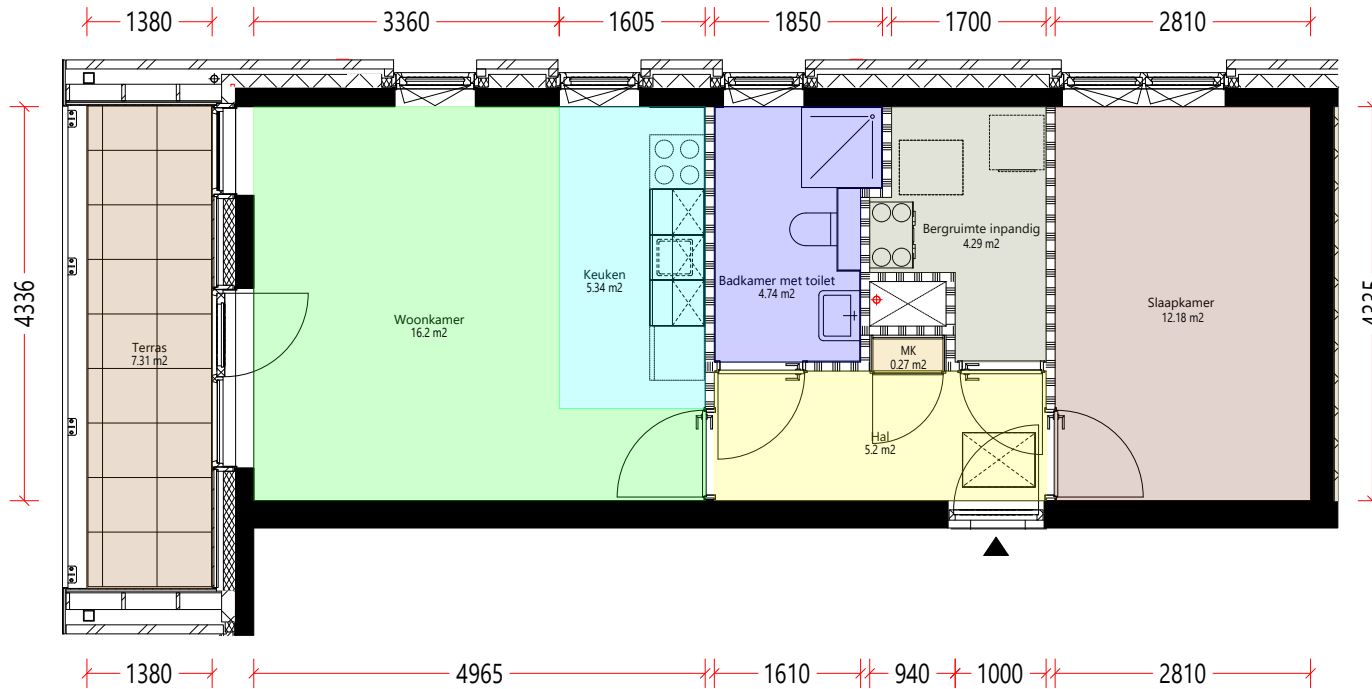 1380 3360 1605 1850 1700 2810
4336
4335
Bergruimte inpandig
4.29 m2
Keuken
5.34 m2
Badkamer met toilet
4.74 m2
Slaapkamer
12.18 m2
Woonkamer
16.2 m2
Terras
7.31 m2
MK
0.27 m2
Hal
5.2 m2
1380 4965 1610 940 1000 2810